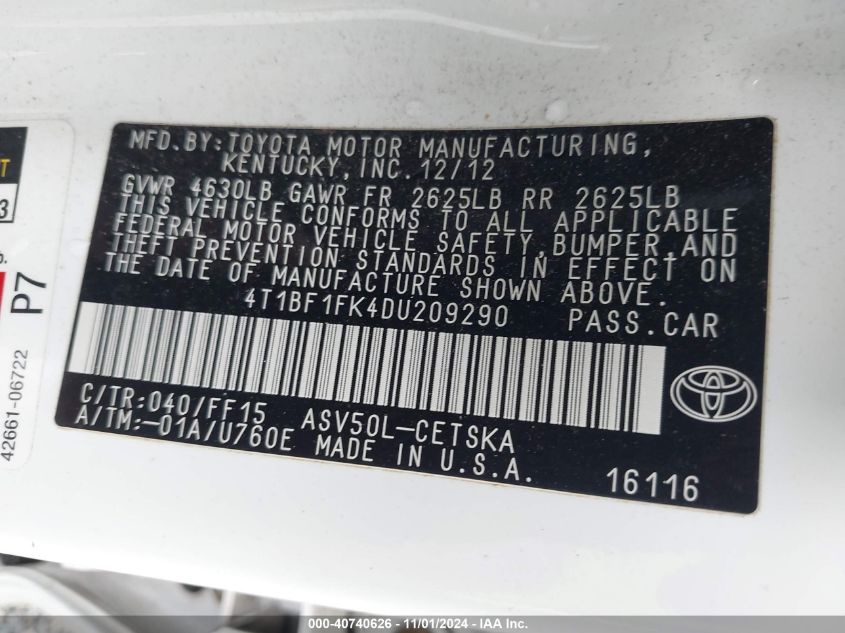 MFD.BY:TOYOTA MOTOR MANUFACTURING,
KENTUCKY,INC. 12/12
GVWR 4630LB GAWR FR 2625LB RR 2625LB
THIS VEHICLE CONFORMS TO ALL APPLICABLE
FEDERAL MOTOR VEHICLE SAFETY,BUMPER,AND
THEFT PREVENTION STANDARDS IN EFFECT ON
THE DATE OF MANUFACTURE SHOWN ABOVE.
4T1BF1FK4DU209290 PASS.CAR
C/TR:040/FF15 ASV50L-CETSKA
A/TM:-01A/U760E MADE IN U.S.A.
16116
P7
42661-06722
3
00--40740626 - 11/01/2024 - IAA Inc.